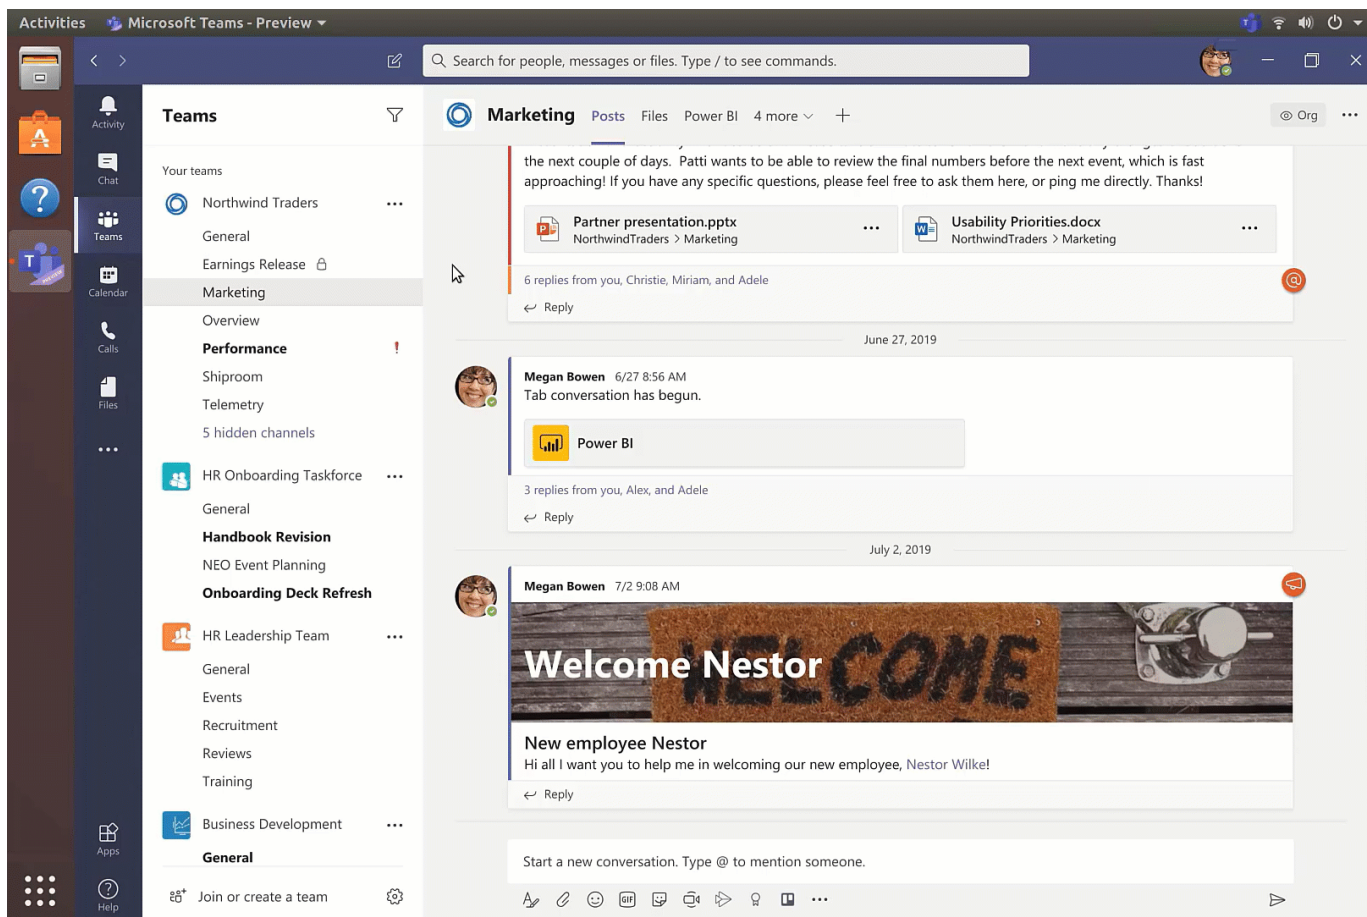 Activities
Microsoft Teams - Preview
Search for people, messages or files. Type / to see commands.
Activity
Chat
Teams
Calendar
Calls
Files
Apps
Help
Teams
Your teams
Northwind Traders
General
Earnings Release
Marketing
Overview
Performance
Shiproom
Telemetry
5 hidden channels
HR Onboarding Taskforce
General
Handbook Revision
NEO Event Planning
Onboarding Deck Refresh
HR Leadership Team
General
Events
Recruitment
Reviews
Training
Business Development
General
Join or create a team
Marketing Posts Files Power BI 4 more
Org
the next couple of days. Patti wants to be able to review the final numbers before the next event, which is fast
approaching! If you have any specific questions, please feel free to ask them here, or ping me directly. Thanks!
Partner presentation.pptx
NorthwindTraders > Marketing
Usability Priorities.docx
NorthwindTraders > Marketing
6 replies from you, Christie, Miriam, and Adele
Reply
June 27, 2019
Megan Bowen 6/27 8:56 AM
Tab conversation has begun.
Power BI
3 replies from you, Alex, and Adele
Reply
July 2, 2019
Megan Bowen 7/2 9:08 AM
WELCOME
Welcome Nestor
New employee Nestor
Hi all I want you to help me in welcoming our new employee, Nestor Wilke!
Reply
Start a new conversation. Type @ to mention someone.
GIF